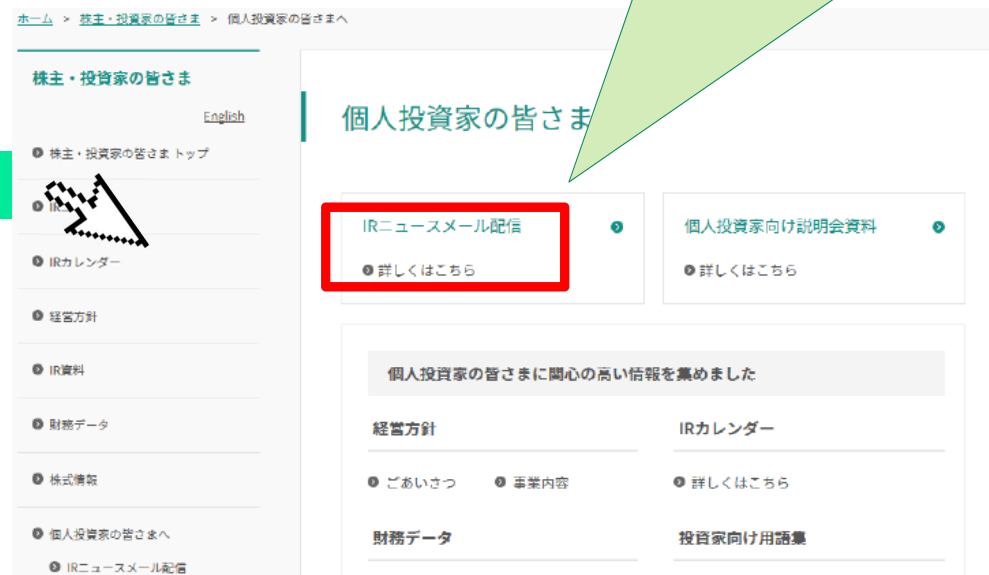 ホーム > 株主・投資家の皆さま > 個人投資家の皆さまへ
株主・投資家の皆さま
English
株主・投資家の皆さま トップ
IRカレンダー
経営方針
IR資料
財務データ
株式情報
個人投資家の皆さまへ
IRニュースメール配信
個人投資家の皆さま
IRニュースメール配信
詳しくはこちら
個人投資家向け説明会資料
詳しくはこちら
個人投資家の皆さまに関心の高い情報を集めました
経営方針
ごあいさつ 事業内容
IRカレンダー
詳しくはこちら
財務データ
投資家向け用語集